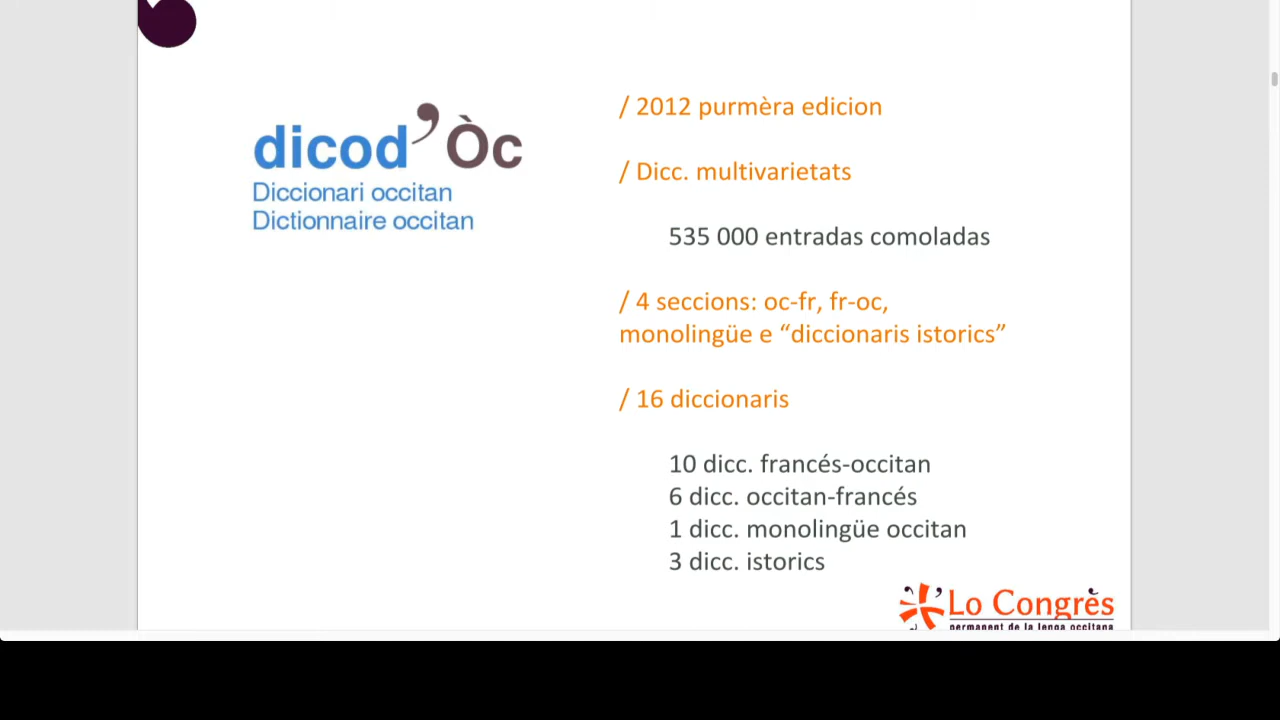 dicod’Òc
Diccionari occitan
Dictionnaire occitan
/ 2012 purmèra edicion
/ Dicc. multivarietats
535 000 entradas comoladas
/ 4 seccions: oc-fr, fr-oc,
monolingüe e “diccionaris istorics”
/ 16 diccionaris
10 dicc. francés-occitan
6 dicc. occitan-francés
1 dicc. monolingüe occitan
3 dicc. istorics
Lo Congrès
permanent de la lenga occitana